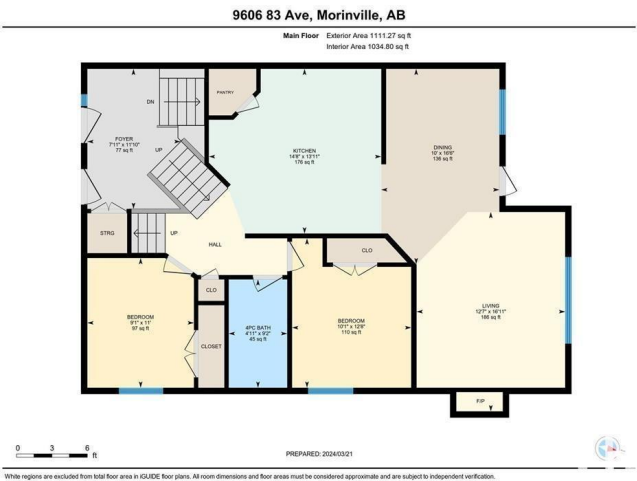 9606 83 Ave, Morinville, AB
Main Floor Exterior Area 1111.27 sq ft
Interior Area 1034.80 sq ft
DN
PANTRY
FOYER
7'11" x 11'10"
77 sq ft
UP
KITCHEN
14'8" x 13'11"
176 sq ft
DINING
10' x 16'6"
138 sq ft
STRG
UP
HALL
CLO
CLO
BEDROOM
9'1" x 11'
97 sq ft
CLOSET
4PC BATH
4'11" x 9'2"
45 sq ft
BEDROOM
10'1" x 12'8"
110 sq ft
LIVING
12'7" x 16'11"
186 sq ft
F/P
0 3 6
ft
PREPARED: 2024/03/21
White regions are excluded from total floor area in iGUIDE floor plans. All room dimensions and floor areas must be considered approximate and are subject to independent verification.